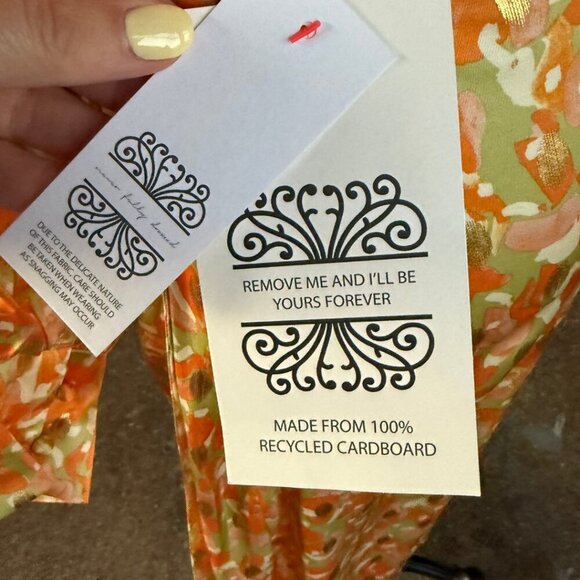 DUE TO THE DELICATE NATURE
OF THIS FABRIC, CARE SHOULD
BE TAKEN WHEN WEARING
AS SNAGGING MAY OCCUR
REMOVE ME AND I'LL BE
YOURS FOREVER
MADE FROM 100%
RECYCLED CARDBOARD